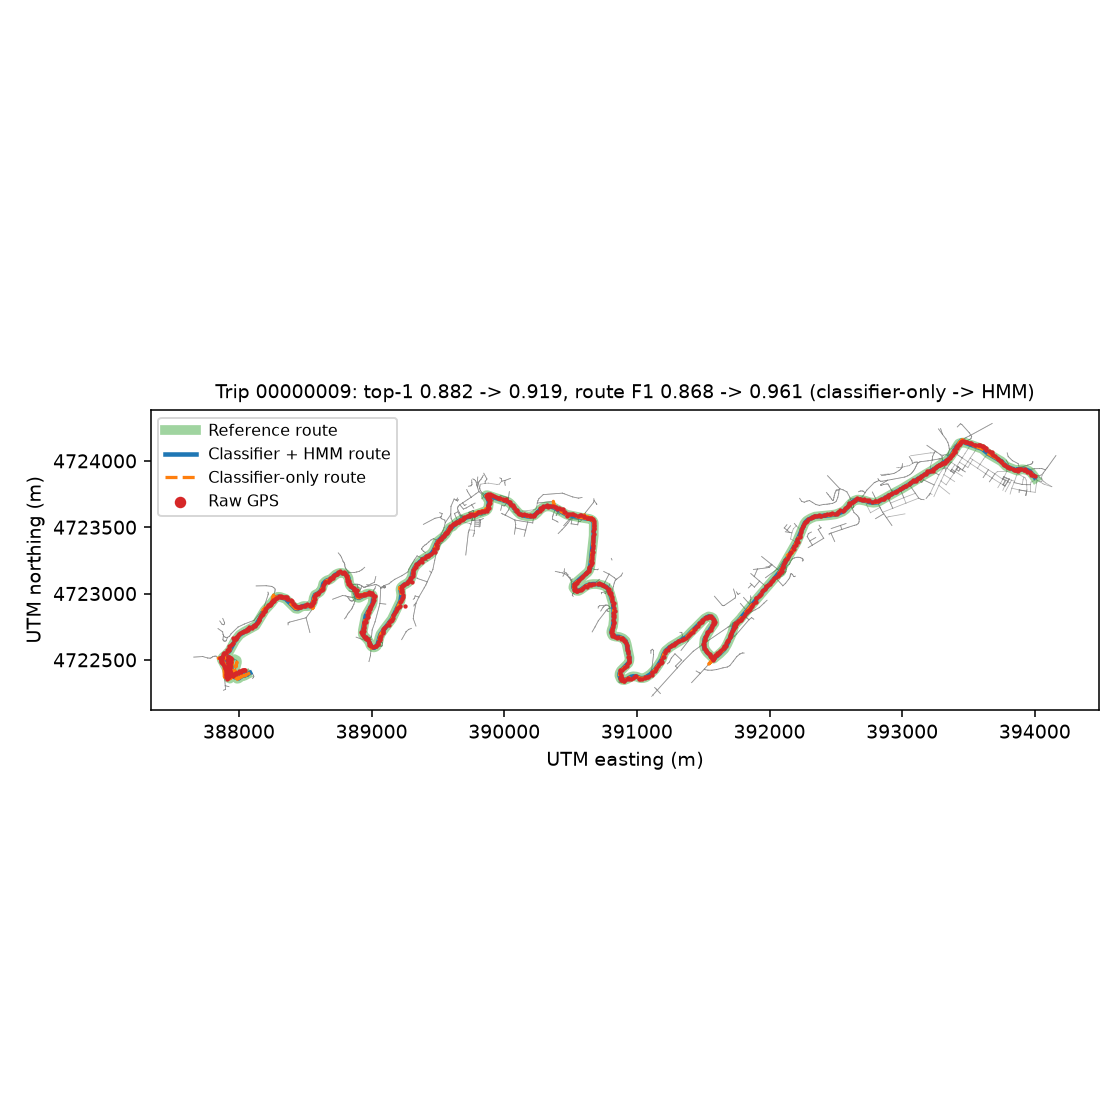 Trip 00000009: top-1 0.882 -> 0.919, route F1 0.868 -> 0.961 (classifier-only -> HMM)
Reference route
Classifier + HMM route
Classifier-only route
Raw GPS
4724000
4723500
4723000
4722500
UTM northing (m)
388000 389000 390000 391000 392000 393000 394000
UTM easting (m)